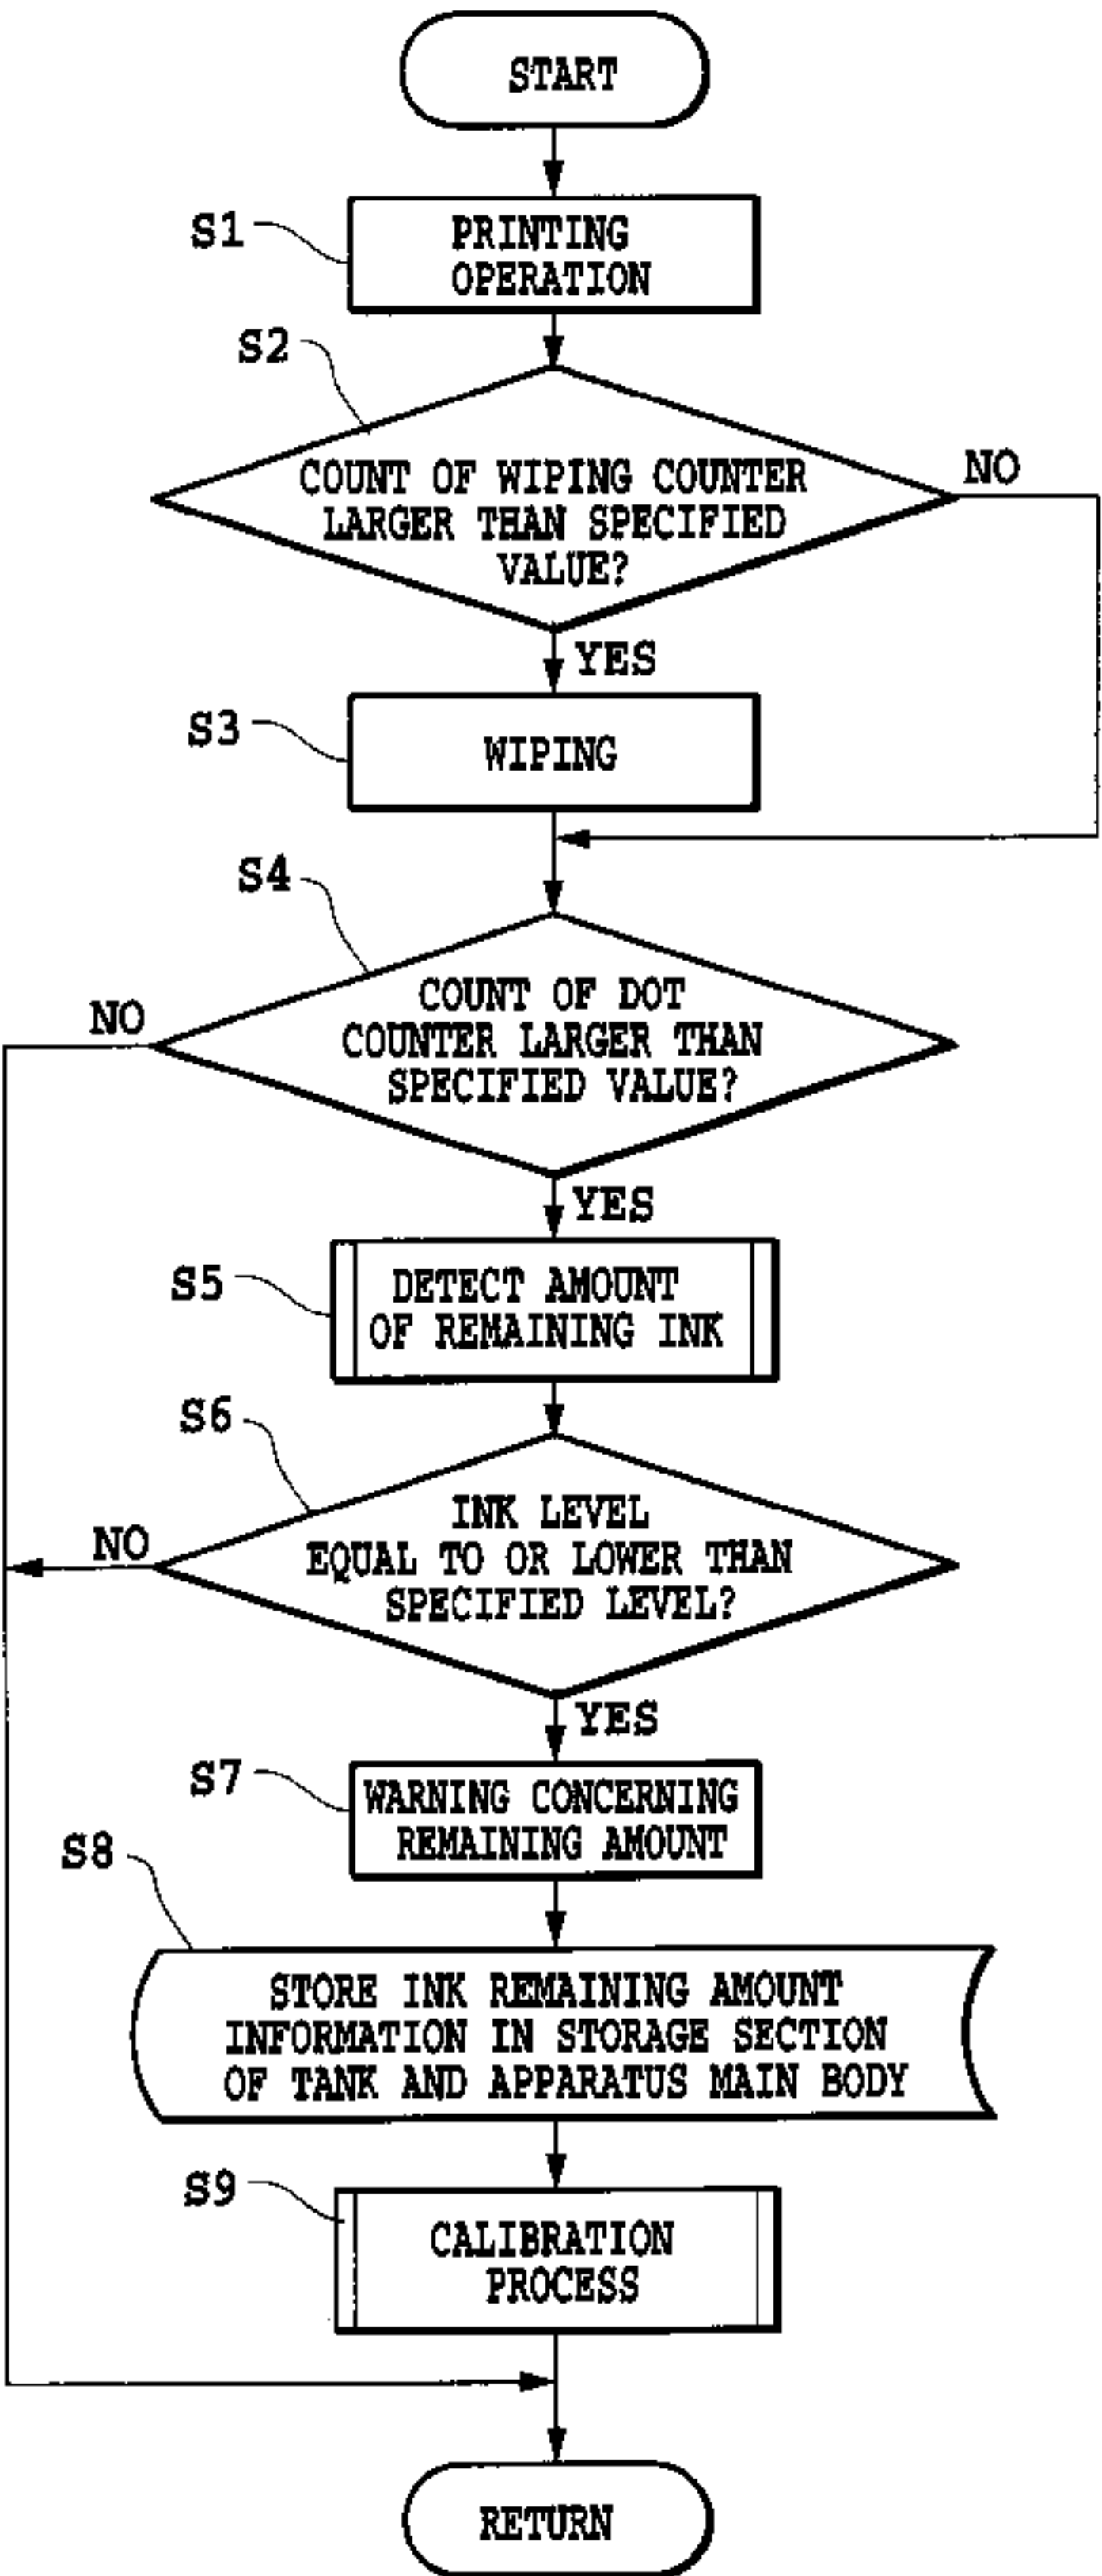 START
S1
PRINTING
OPERATION
S2
COUNT OF WIPING COUNTER
LARGER THAN SPECIFIED
VALUE?
NO
YES
S3
WIPING
S4
COUNT OF DOT
COUNTER LARGER THAN
SPECIFIED VALUE?
NO
YES
S5
DETECT AMOUNT
OF REMAINING INK
S6
INK LEVEL
EQUAL TO OR LOWER THAN
SPECIFIED LEVEL?
NO
YES
S7
WARNING CONCERNING
REMAINING AMOUNT
S8
STORE INK REMAINING AMOUNT
INFORMATION IN STORAGE SECTION
OF TANK AND APPARATUS MAIN BODY
S9
CALIBRATION
PROCESS
RETURN